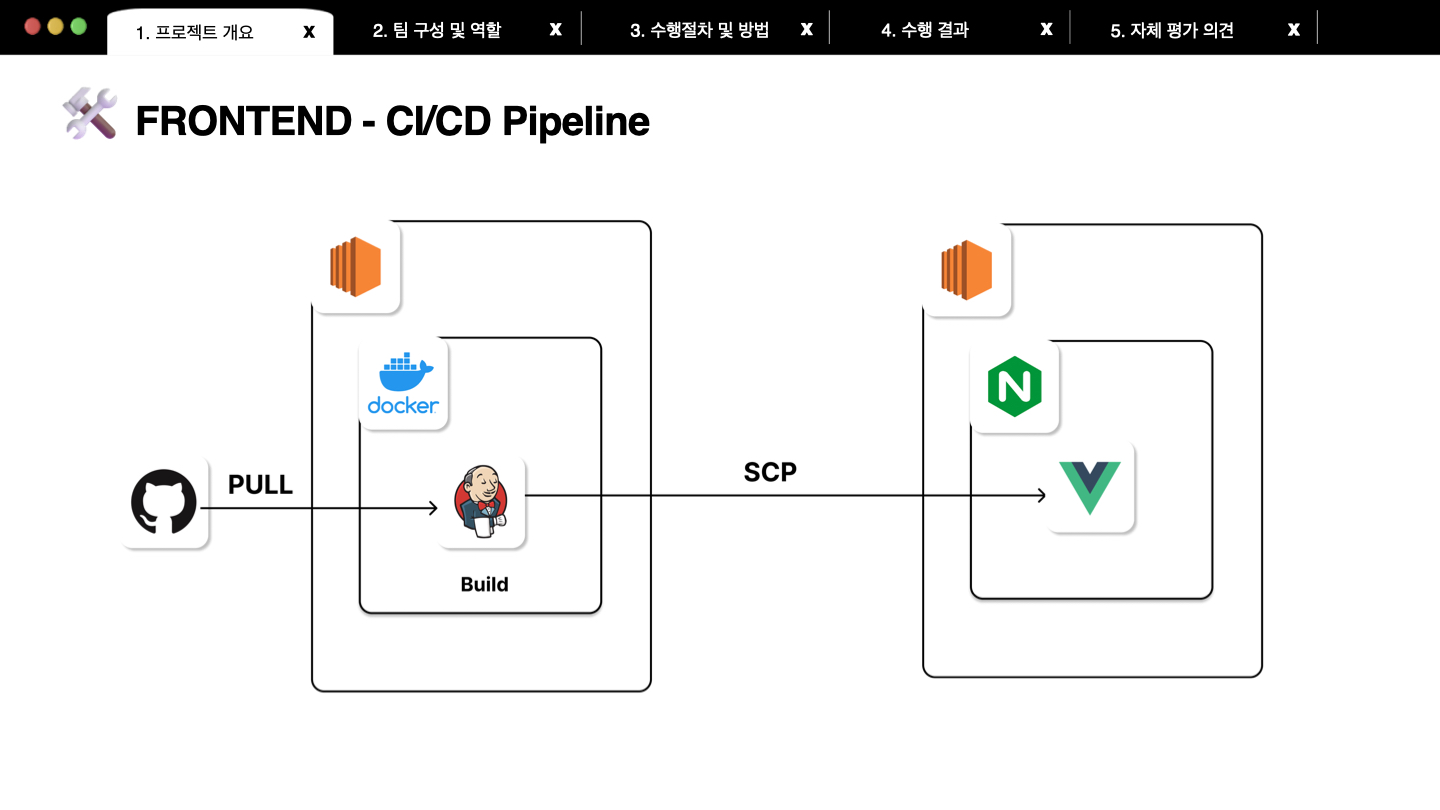 1. 프로젝트 개요 X 2. 팀 구성 및 역할 X 3. 수행절차 및 방법 X 4. 수행 결과 X 5. 자체 평가 의견 X
FRONTEND - CI/CD Pipeline
docker
PULL
SCP
Build